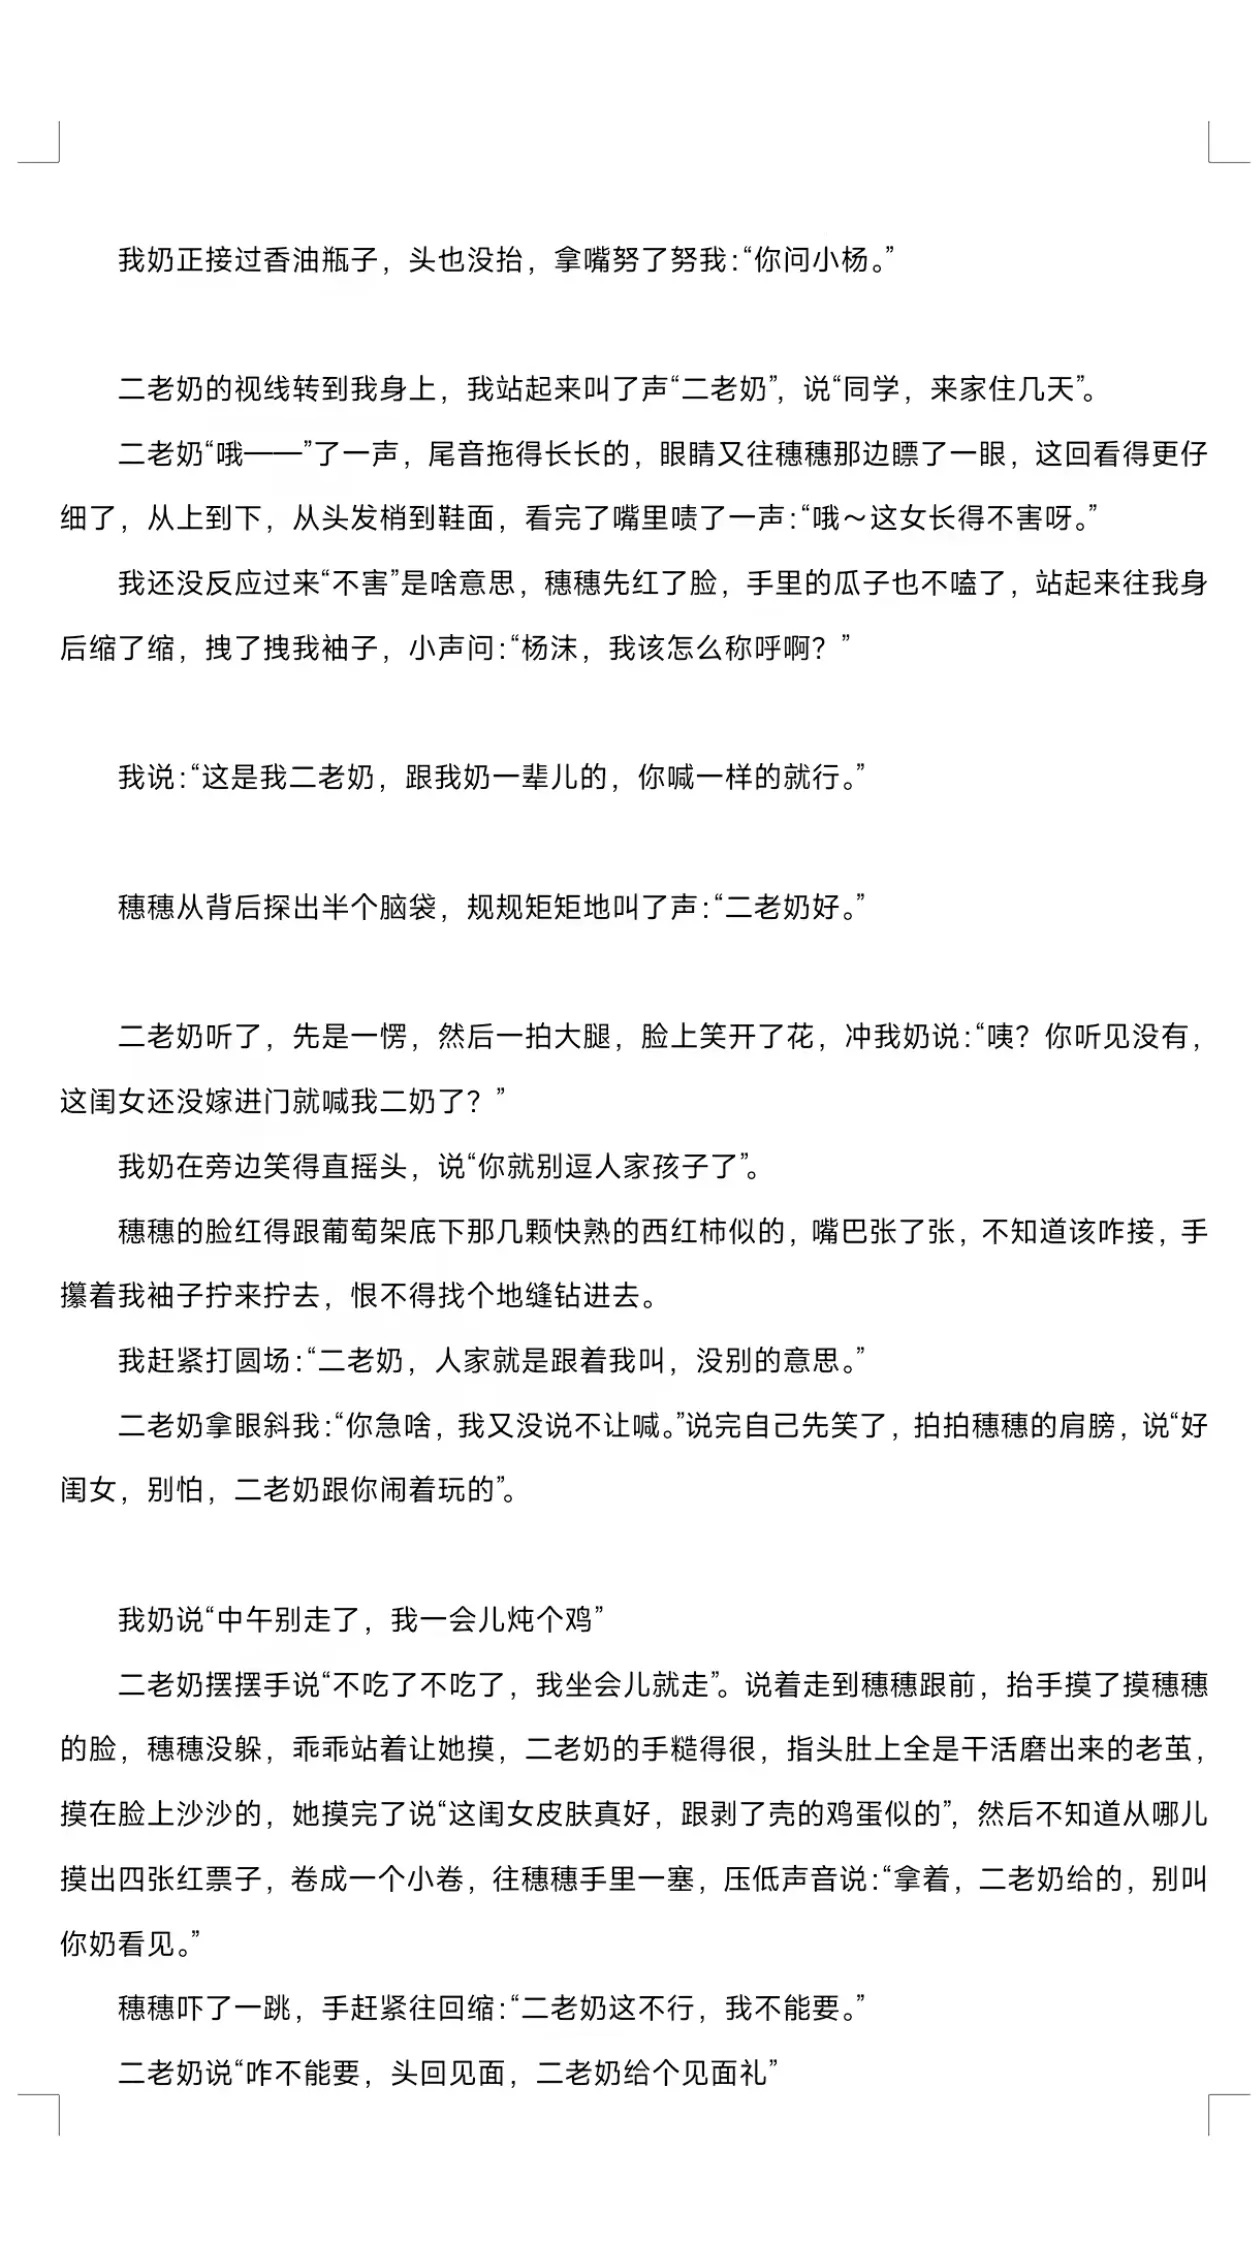 我奶正接过香油瓶子，头也没抬，拿嘴努了努我：“你问小杨。”
二老奶的视线转到我身上，我站起来叫了声“二老奶”，说“同学，来家住几天”。
二老奶“哦——”了一声，尾音拖得长长的，眼睛又往穗穗那边瞟了一眼，这回看得更仔
细了，从上到下，从头发梢到鞋面，看完了嘴里啧了一声：“哦～这女长得不害呀。”
我还没反应过来“不害”是啥意思，穗穗先红了脸，手里的瓜子也不嗑了，站起来往我身
后缩了缩，拽了拽我袖子，小声问：“杨沫，我该怎么称呼啊？”
我说：“这是我二老奶，跟我奶一辈儿的，你喊一样的就行。”
穗穗从背后探出半个脑袋，规规矩矩地叫了声：“二老奶好。”
二老奶听了，先是一愣，然后一拍大腿，脸上笑开了花，冲我奶说：“咦？你听见没有，
这闺女还没嫁进门就喊我二奶了？”
我奶在旁边笑得直摇头，说“你就别逗人家孩子了”。
穗穗的脸红得跟葡萄架底下那几颗快熟的西红柿似的，嘴巴张了张，不知道该咋接，手
攥着我袖子拧来拧去，恨不得找个地缝钻进去。
我赶紧打圆场：“二老奶，人家就是跟着我叫，没别的意思。”
二老奶拿眼斜我：“你急啥，我又没说不让喊。”说完自己先笑了，拍拍穗穗的肩膀，说“好
闺女，别怕，二老奶跟你闹着玩的”。
我奶说“中午别走了，我一会儿炖个鸡”
二老奶摆摆手说“不吃了不吃了，我坐会儿就走”。说着走到穗穗跟前，抬手摸了摸穗穗
的脸，穗穗没躲，乖乖站着让她摸，二老奶的手糙得很，指头肚上全是干活磨出来的老茧，
摸在脸上沙沙的，她摸完了说“这闺女皮肤真好，跟剥了壳的鸡蛋似的”，然后不知道从哪儿
摸出四张红票子，卷成一个小卷，往穗穗手里一塞，压低声音说：“拿着，二老奶给的，别叫
你奶看见。”
穗穗吓了一跳，手赶紧往回缩：“二老奶这不行，我不能要。”
二老奶说“咋不能要，头回见面，二老奶给个见面礼”